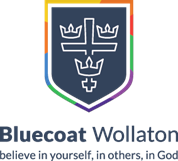 Bluecoat Wollaton
believe in yourself, in others, in God